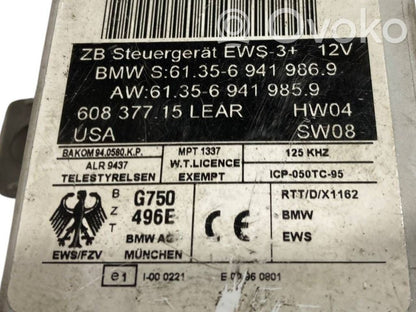 Ovoko
ZB Steuergerät EWS-3+ 12V
BMW S:61.35-6 941 986.9
AW:61.35-6 941 985.9
608 377.15 LEAR HW04
USA SW08
BAKOM 94.0580.K.P. MPT 1337 125 KHZ
ALR 9437 W.T.LICENCE
TELESTYRELSEN EXEMPT ICP-050TC-95
B Z T G750 RTT/D/X1162
496E BMW
BMW AG CE EWS
EWS/FZV MÜNCHEN
e1 I-00 0221